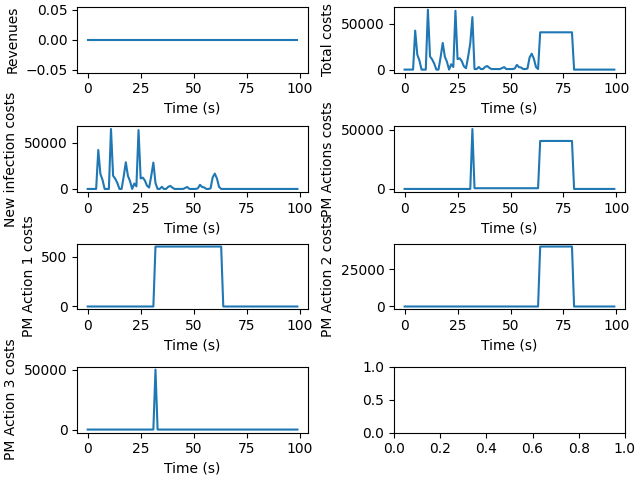 Revenues
0.05
0.00
−0.05
0 25 50 75 100
Time (s)
Total costs
50000
0
0 25 50 75 100
Time (s)
New infection costs
50000
0
0 25 50 75 100
Time (s)
PM Actions costs
50000
0
0 25 50 75 100
Time (s)
PM Action 1 costs
500
0
0 25 50 75 100
Time (s)
PM Action 2 costs
25000
0
0 25 50 75 100
Time (s)
PM Action 3 costs
50000
0
0 25 50 75 100
Time (s)
1.0
0.5
0.0
0.0 0.2 0.4 0.6 0.8 1.0